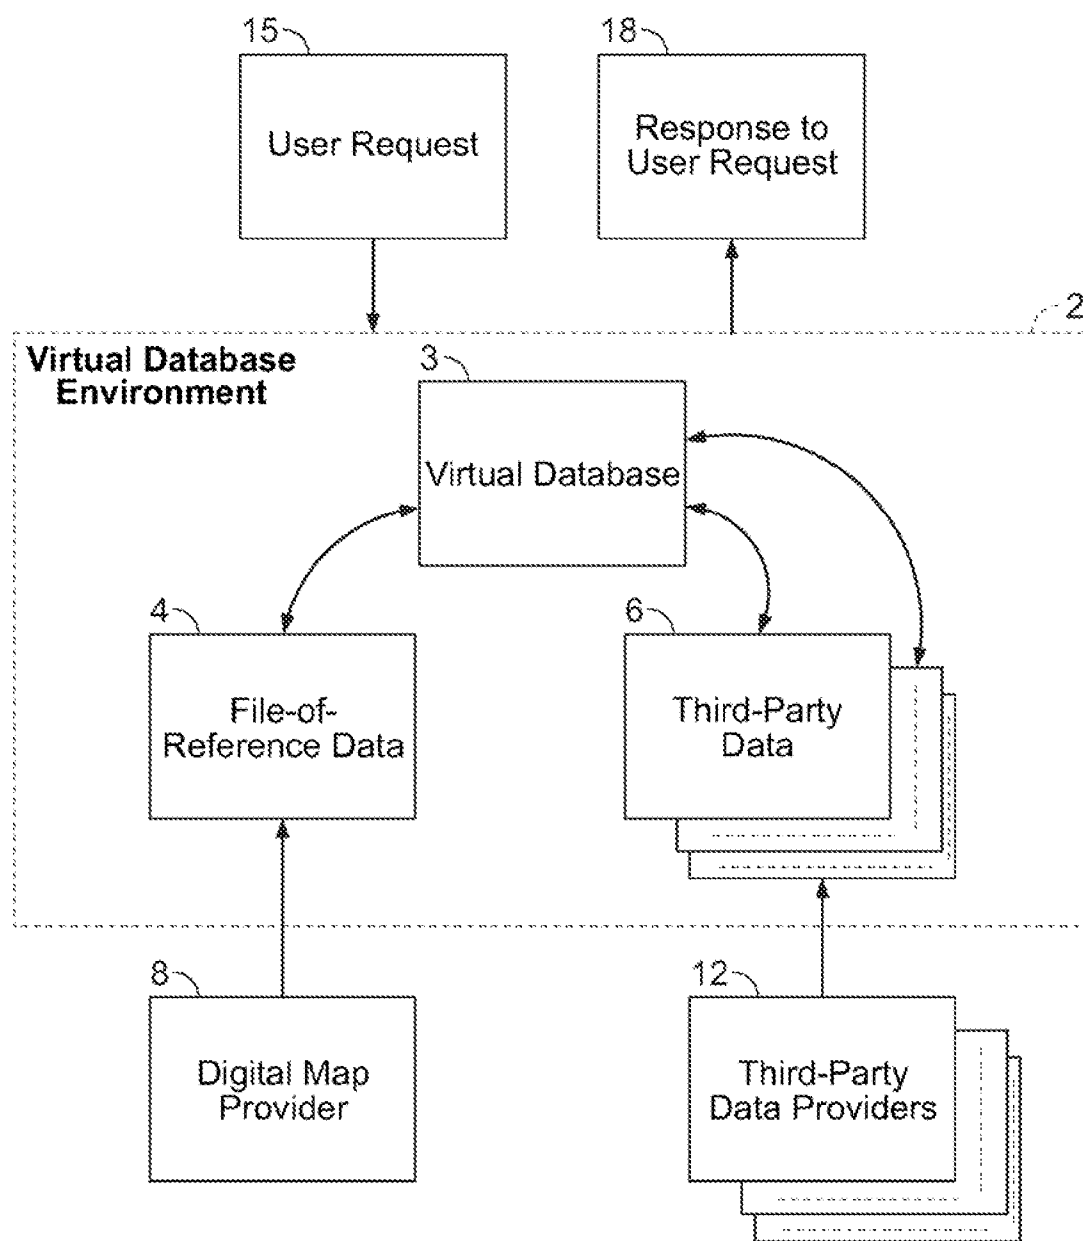 15
18
User Request
Response to
User Request
2
Virtual Database
Environment
3
Virtual Database
4
6
File-of-
Reference Data
Third-Party
Data
8
12
Digital Map
Provider
Third-Party
Data Providers